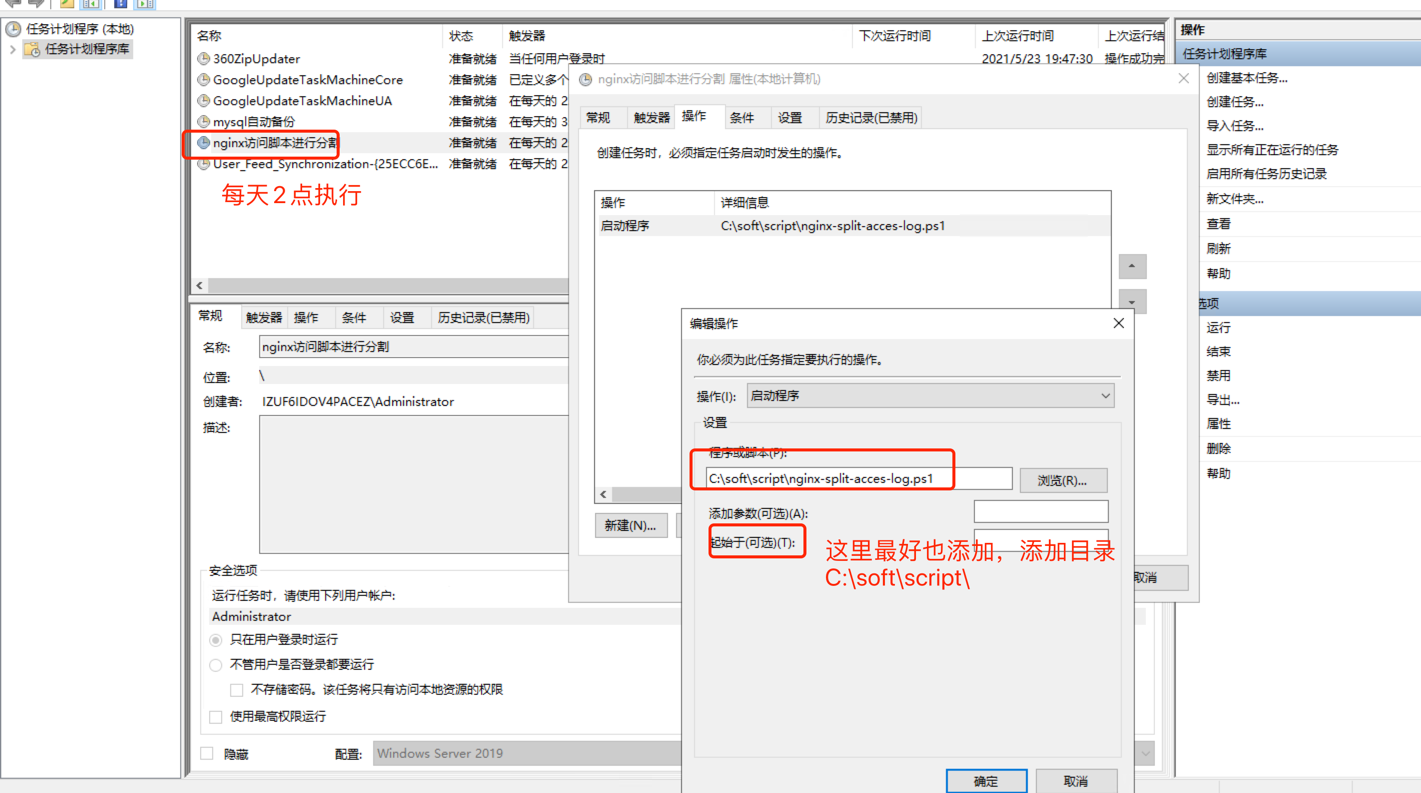 任务计划程序 (本地)
任务计划程序库
名称 状态 触发器 下次运行时间 上次运行时间 上次运行结
360ZipUpdater 准备就绪 当任何用户登录时 2021/5/23 19:47:30 操作成功完
GoogleUpdateTaskMachineCore 准备就绪 已定义多个
GoogleUpdateTaskMachineUA 准备就绪 在每天的 2
mysql自动备份 准备就绪 在每天的 3
nginx访问脚本进行分割 准备就绪 在每天的 2
User_Feed_Synchronization-{25ECC6E... 准备就绪 在每天的 2
每天2点执行
常规 触发器 操作 条件 设置 历史记录(已禁用)
名称: nginx访问脚本进行分割
位置: \
创建者: IZUF6IDOV4PACEZ\Administrator
描述:
安全选项
运行任务时，请使用下列用户帐户:
Administrator
只在用户登录时运行
不管用户是否登录都要运行
不存储密码。该任务将只有访问本地资源的权限
使用最高权限运行
隐藏 配置: Windows Server 2019
nginx访问脚本进行分割 属性(本地计算机)
常规 触发器 操作 条件 设置 历史记录(已禁用)
创建任务时，必须指定任务启动时发生的操作。
操作 详细信息
启动程序 C:\soft\script\nginx-split-acces-log.ps1
新建(N)...
取消
编辑操作
你必须为此任务指定要执行的操作。
操作(I): 启动程序
设置
程序或脚本(P):
C:\soft\script\nginx-split-acces-log.ps1 浏览(R)...
添加参数(可选)(A):
起始于(可选)(T):
这里最好也添加，添加目录
C:\soft\script\
确定 取消
操作
任务计划程序库
创建基本任务...
创建任务...
导入任务...
显示所有正在运行的任务
启用所有任务历史记录
新文件夹...
查看
刷新
帮助
选项
运行
结束
禁用
导出...
属性
删除
帮助